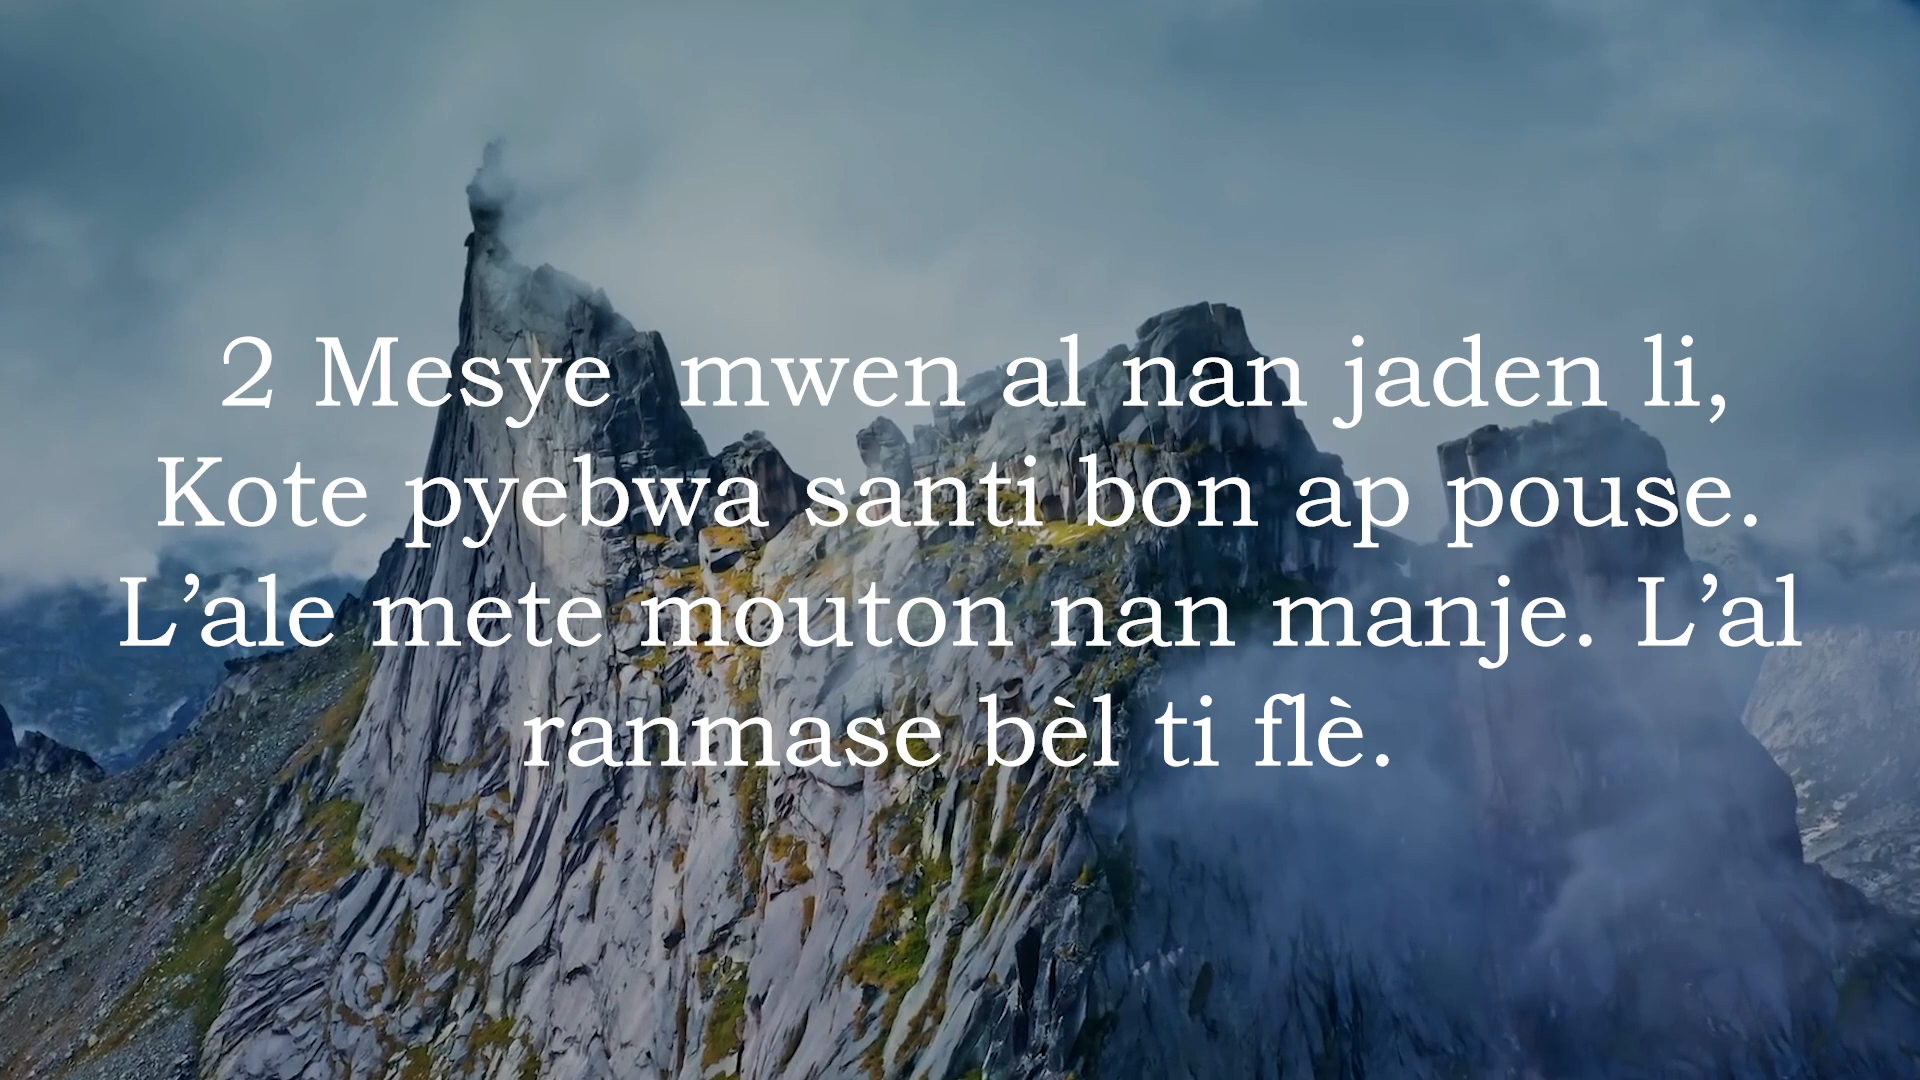 2 Mesye  mwen al nan jaden li,
Kote pyebwa santi bon ap pouse.
L’ale mete mouton nan manje. L’al
ranmase bèl ti flè.